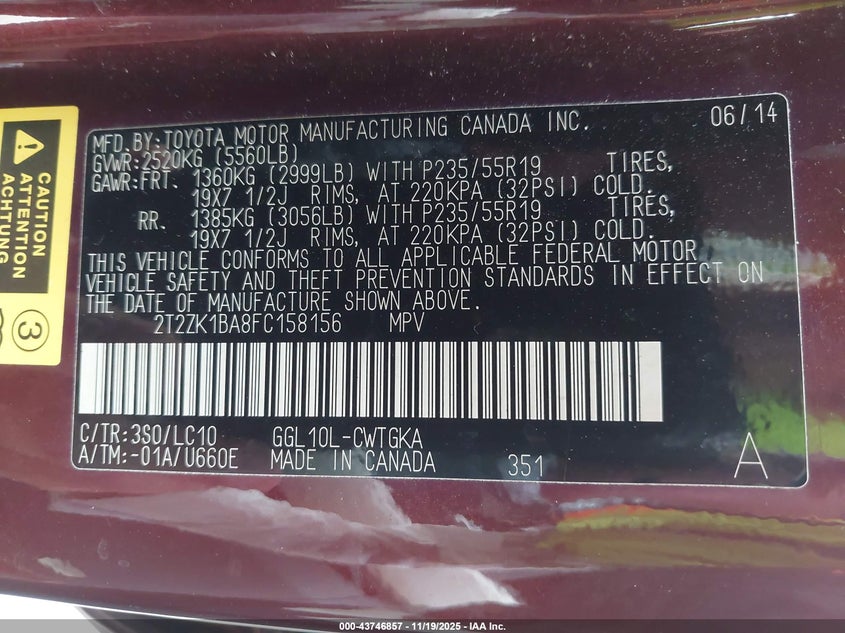 CAUTION
ATTENTION
ACHTUNG
3
MFD. BY: TOYOTA MOTOR MANUFACTURING CANADA INC. 06/14
GVWR: 2520KG (5560LB)
GAWR: FRT. 1360KG (2999LB) WITH P235/55R19 TIRES,
19X7 1/2J RIMS, AT 220KPA (32PSI) COLD.
RR. 1385KG (3056LB) WITH P235/55R19 TIRES,
19X7 1/2J RIMS, AT 220KPA (32PSI) COLD.
THIS VEHICLE CONFORMS TO ALL APPLICABLE FEDERAL MOTOR
VEHICLE SAFETY AND THEFT PREVENTION STANDARDS IN EFFECT ON
THE DATE OF MANUFACTURE SHOWN ABOVE.
2T2ZK1BA8FC158156 MPV
C/TR: 3S0/LC10 GGL10L-CWTGKA
A/TM: -01A/U660E MADE IN CANADA 351 A
000-43746857 | 11/19/2025 | IAA Inc.